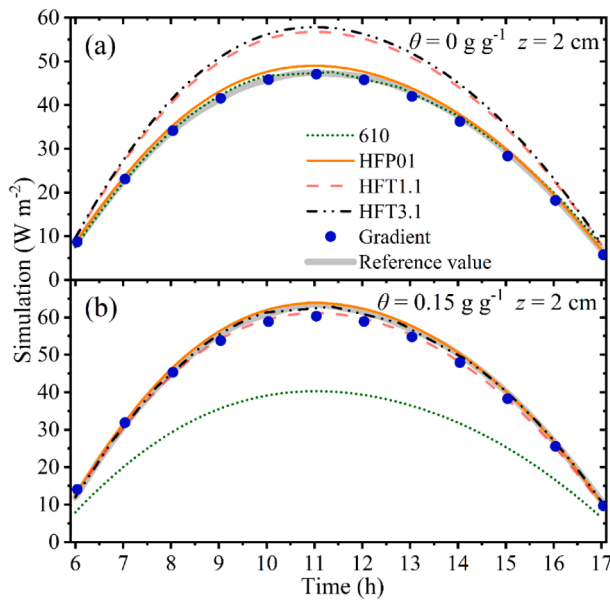 Simulation (W m⁻²)
(a)
θ = 0 g g⁻¹ z = 2 cm
60
50
40
30
20
10
0
610
HFP01
HFT1.1
HFT3.1
Gradient
Reference value
(b)
θ = 0.15 g g⁻¹ z = 2 cm
60
50
40
30
20
10
0
6 7 8 9 10 11 12 13 14 15 16 17
Time (h)